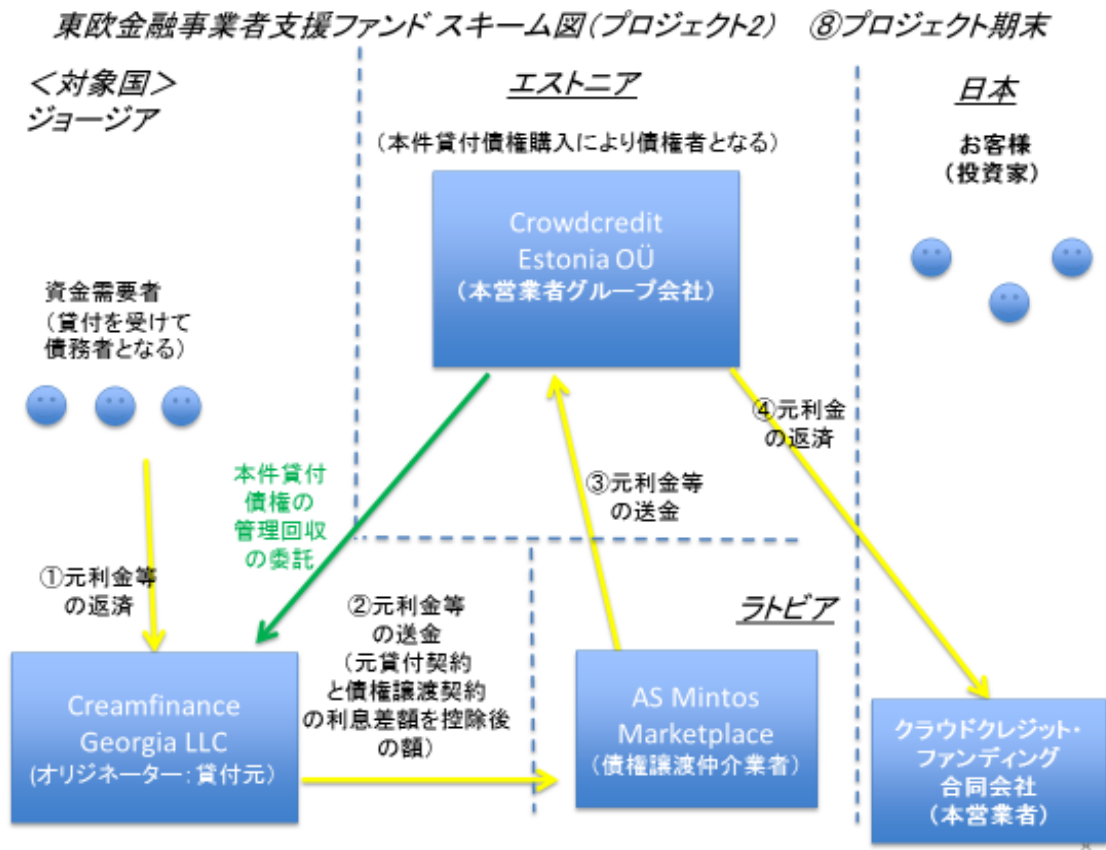 東欧金融事業者支援ファンド スキーム図(プロジェクト2) ⑧プロジェクト期末
＜対象国＞
ジョージア
エストニア
日本
(本件貸付債権購入により債権者となる)
お客様
(投資家)
Crowdcredit
Estonia OÜ
(本営業者グループ会社)
資金需要者
(貸付を受けて
債務者となる)
④元利金
の返済
本件貸付
債権の
管理回収
の委託
③元利金等
の送金
①元利金等
の返済
②元利金等
の送金
(元貸付契約
と債権譲渡契約
の利息差額を控除後
の額)
ラトビア
Creamfinance
Georgia LLC
(オリジネーター：貸付元)
AS Mintos
Marketplace
(債権譲渡仲介業者)
クラウドクレジット・
ファンディング
合同会社
(本営業者)